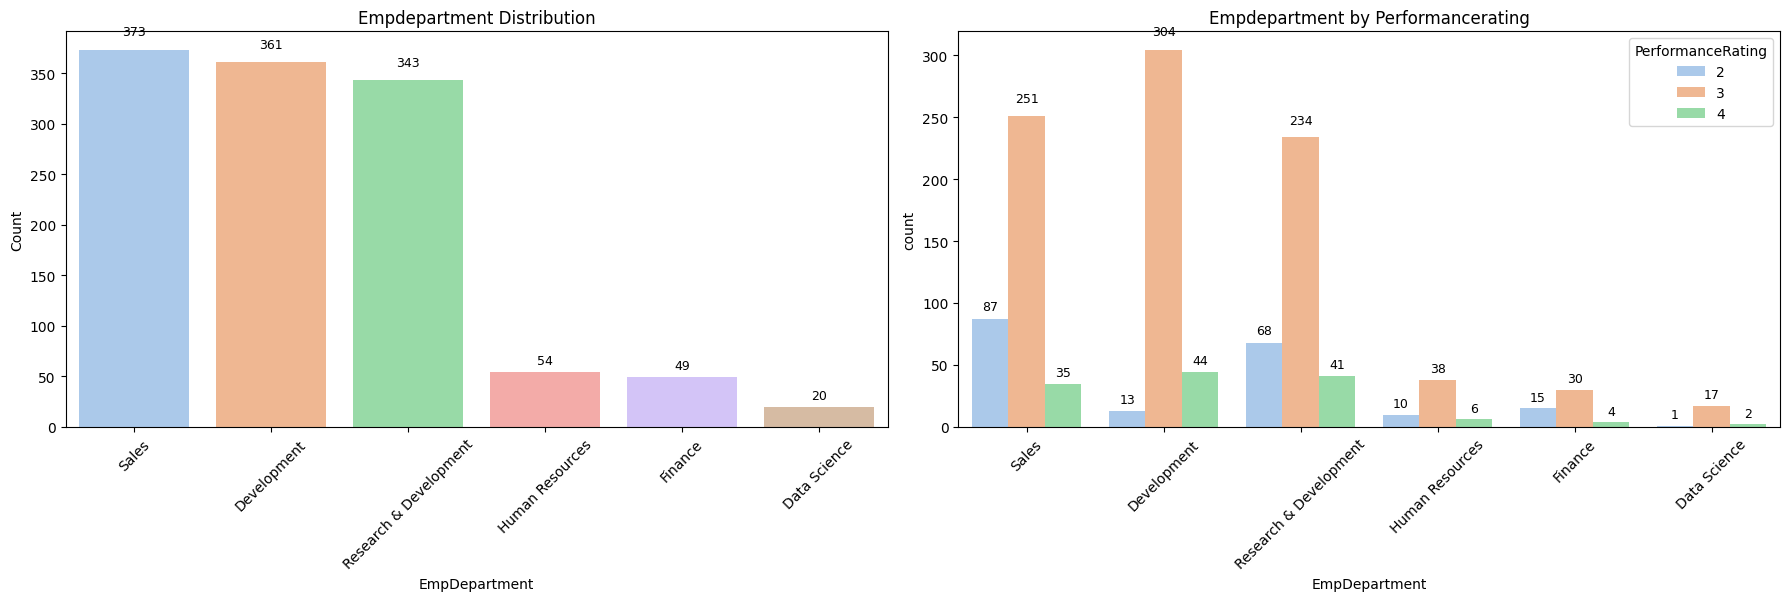 Empdepartment Distribution
373
361
343
54
49
20
350
300
250
200
150
100
50
0
Count
Sales
Development
Research & Development
Human Resources
Finance
Data Science
EmpDepartment
Empdepartment by Performancerating
PerformanceRating
2
3
4
304
251
234
87
68
35
13
44
41
10
38
6
15
30
4
1
17
2
300
250
200
150
100
50
0
count
Sales
Development
Research & Development
Human Resources
Finance
Data Science
EmpDepartment